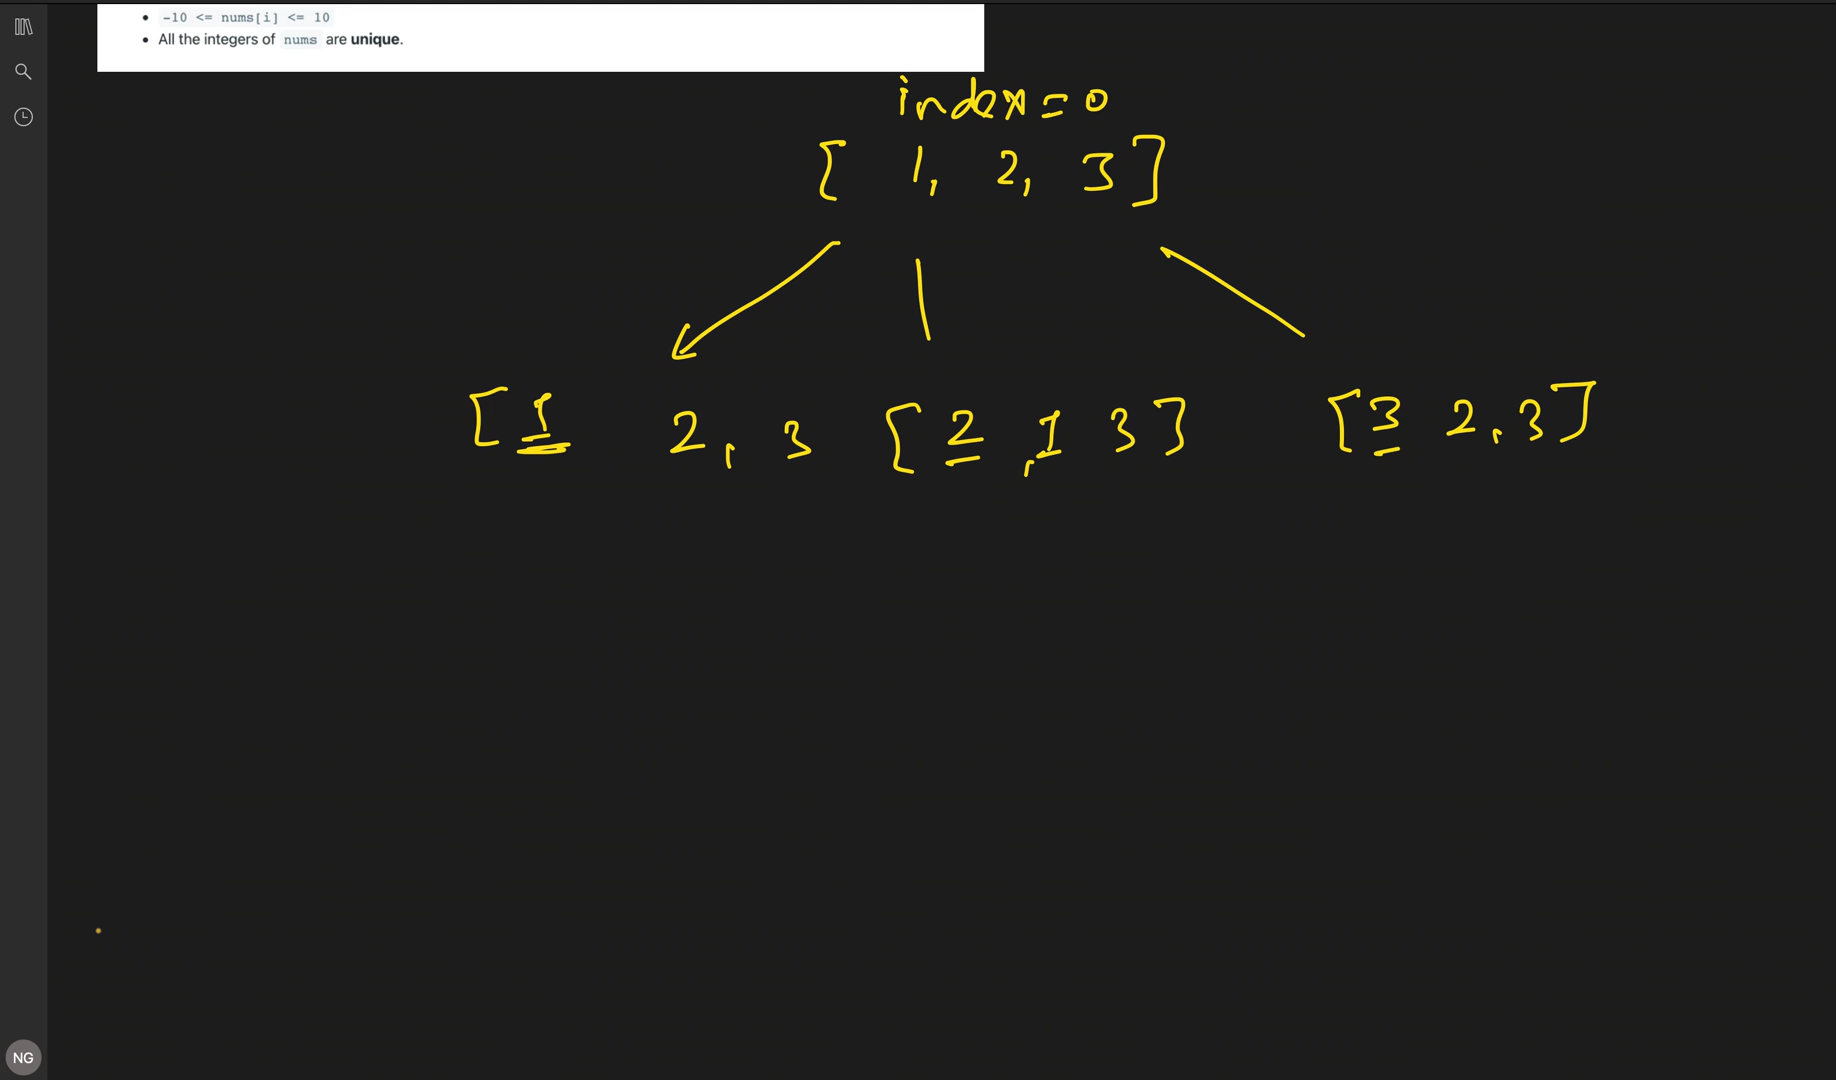 -10 <= nums[i] <= 10
All the integers of nums are unique.
index = 0
[ 1, 2, 3 ]
[ 1 2, 3 [ 2 , 1 3 ] [ 3 2, 3 ]
NG